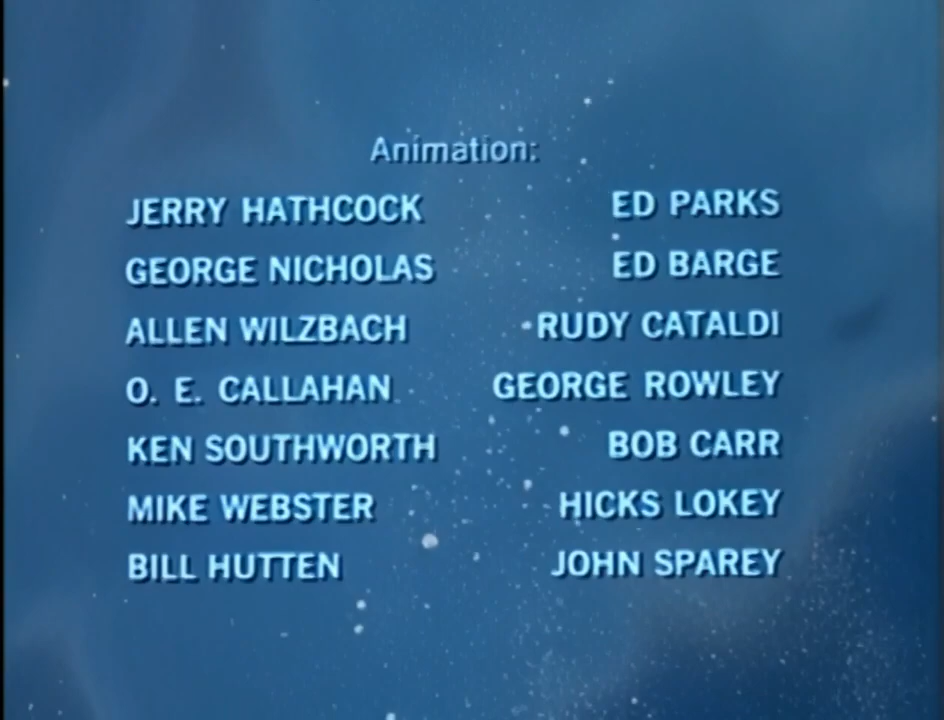 Animation:
JERRY HATHCOCK ED PARKS
GEORGE NICHOLAS ED BARGE
ALLEN WILZBACH RUDY CATALDI
O. E. CALLAHAN GEORGE ROWLEY
KEN SOUTHWORTH BOB CARR
MIKE WEBSTER HICKS LOKEY
BILL HUTTEN JOHN SPAREY